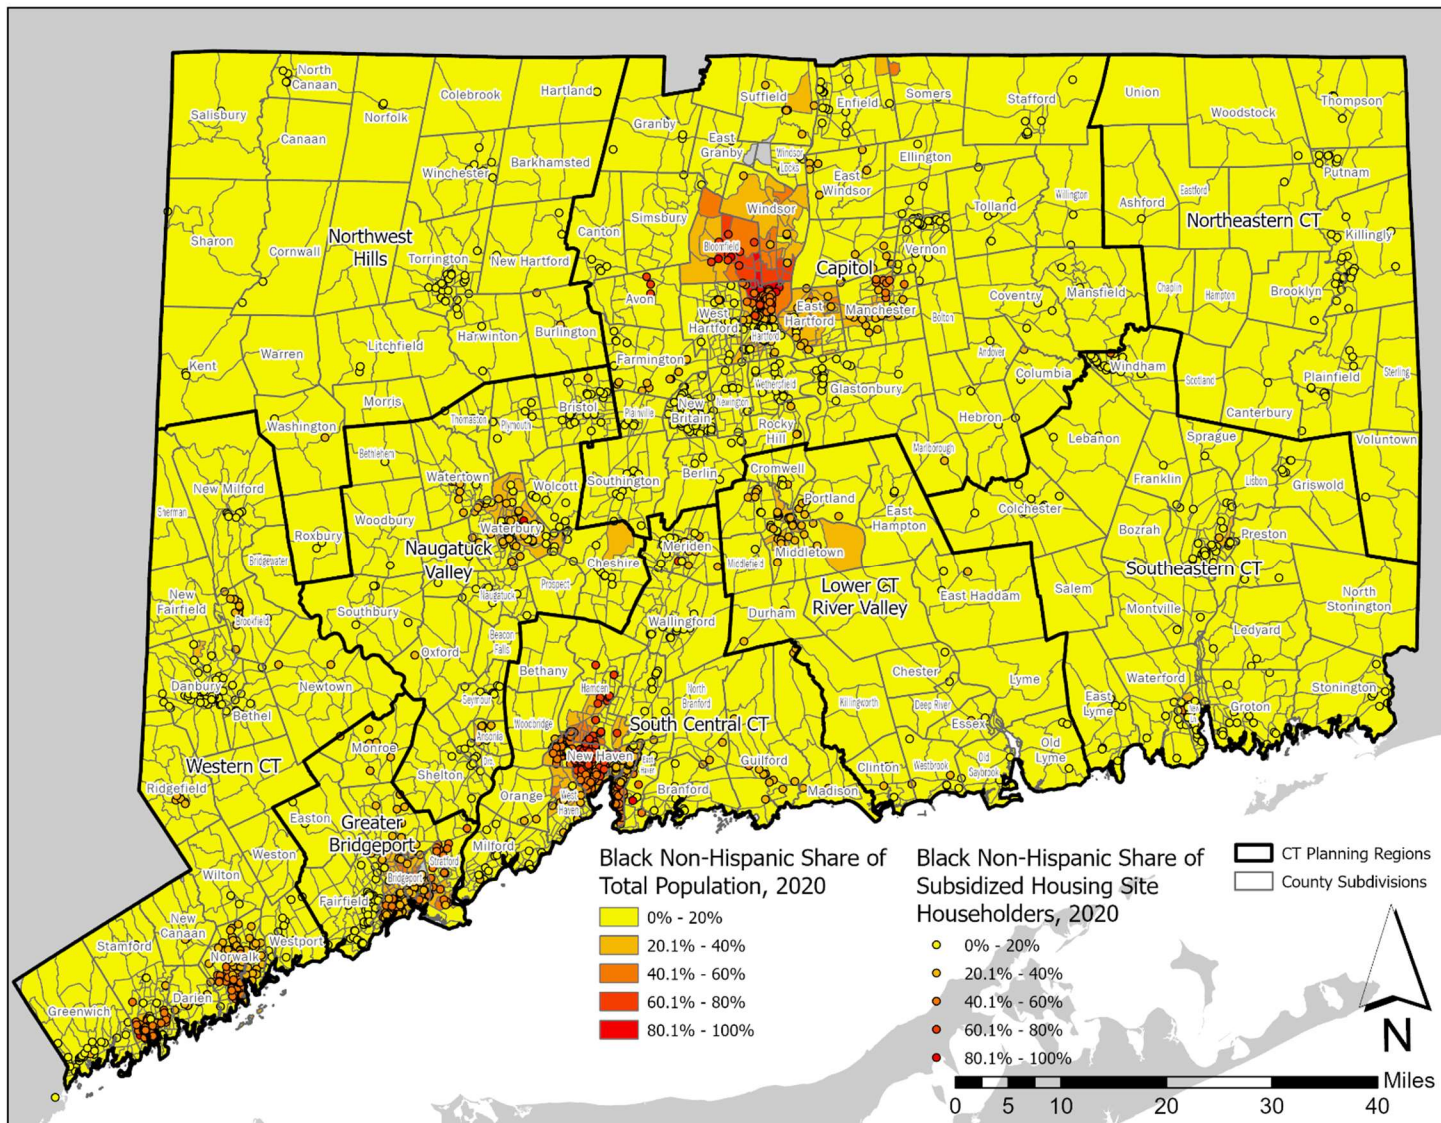 North
Canaan
Colebrook
Hartland
Salisbury
Norfolk
Canaan
Winchester
Barkhamsted
Sharon
Cornwall
Northwest
Hills
Torrington
New Hartford
Kent
Warren
Litchfield
Harwinton
Burlington
Morris
Washington
Suffield
Enfield
Somers
Stafford
Granby
East
Granby
Windsor
Locks
East
Windsor
Ellington
Simsbury
Windsor
Tolland
Willington
Canton
Bloomfield
Vernon
Capitol
Avon
West
Hartford
East
Hartford
Manchester
Bolton
Coventry
Mansfield
Hartford
Farmington
Wethersfield
Glastonbury
Andover
Columbia
Hebron
Plainville
New
Britain
Newington
Rocky
Hill
Marlborough
Southington
Berlin
Union
Woodstock
Thompson
Putnam
Ashford
Eastford
Northeastern CT
Killingly
Chaplin
Hampton
Brooklyn
Windham
Scotland
Plainfield
Sterling
Canterbury
Voluntown
Thomaston
Plymouth
Bristol
Bethlehem
Watertown
Wolcott
Woodbury
Waterbury
Naugatuck
Valley
Cheshire
Naugatuck
Prospect
Southbury
Oxford
Beacon
Falls
Seymour
Ansonia
Shelton
New Milford
Sherman
Roxbury
Bridgewater
New
Fairfield
Brookfield
Danbury
Bethel
Newtown
Western CT
Ridgefield
Weston
Wilton
New
Canaan
Stamford
Norwalk
Westport
Darien
Greenwich
Monroe
Easton
Greater
Bridgeport
Stratford
Bridgeport
Fairfield
Meriden
Wallingford
Bethany
Hamden
North
Branford
Woodbridge
South Central CT
New Haven
East
Haven
Orange
West
Haven
Branford
Guilford
Madison
Milford
Cromwell
Portland
East
Hampton
Middletown
Middlefield
Lower CT
River Valley
Durham
East Haddam
Chester
Killingworth
Deep River
Lyme
Essex
Clinton
Westbrook
Old
Saybrook
Old
Lyme
Lebanon
Sprague
Franklin
Lisbon
Griswold
Colchester
Bozrah
Preston
Southeastern CT
Salem
Montville
North
Stonington
Ledyard
Waterford
East
Lyme
Groton
Stonington
Black Non-Hispanic Share of
Total Population, 2020
0% - 20%
20.1% - 40%
40.1% - 60%
60.1% - 80%
80.1% - 100%
Black Non-Hispanic Share of
Subsidized Housing Site
Householders, 2020
0% - 20%
20.1% - 40%
40.1% - 60%
60.1% - 80%
80.1% - 100%
CT Planning Regions
County Subdivisions
N
Miles
0 5 10 20 30 40